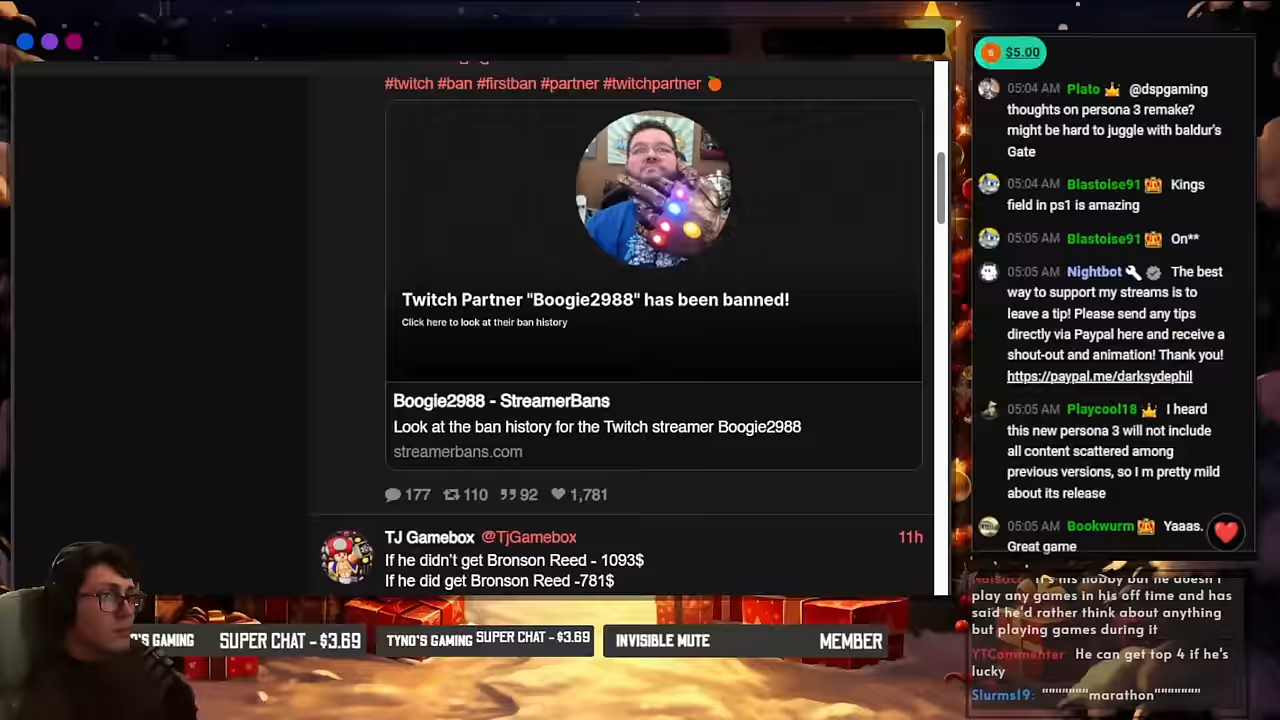 #twitch #ban #firstban #partner #twitchpartner 🍊
Twitch Partner "Boogie2988" has been banned!
Click here to look at their ban history
Boogie2988 - StreamerBans
Look at the ban history for the Twitch streamer Boogie2988
streamerbans.com
177 110 92 1,781
TJ Gamebox @TjGamebox 11h
If he didn't get Bronson Reed - 1093$
If he did get Bronson Reed -781$
'S GAMING SUPER CHAT - $3.69 TYNO'S GAMING SUPER CHAT - $3.69 INVISIBLE MUTE MEMBER
$5.00
05:04 AM Plato @dspgaming
thoughts on persona 3 remake?
might be hard to juggle with baldur's
Gate
05:04 AM Blastoise91 Kings
field in ps1 is amazing
05:05 AM Blastoise91 On**
05:05 AM Nightbot The best
way to support my streams is to
leave a tip! Please send any tips
directly via Paypal here and receive a
shout-out and animation! Thank you!
https://paypal.me/darksydephil
05:05 AM Playcool18 I heard
this new persona 3 will not include
all content scattered among
previous versions, so I m pretty mild
about its release
05:05 AM Bookwurm Yaaas.
Great game
it's his hobby but he doesn't
play any games in his off time and has
said he'd rather think about anything
but playing games during it
YTCommenter He can get top 4 if he's
lucky
Slurms19: """""""marathon"""""""